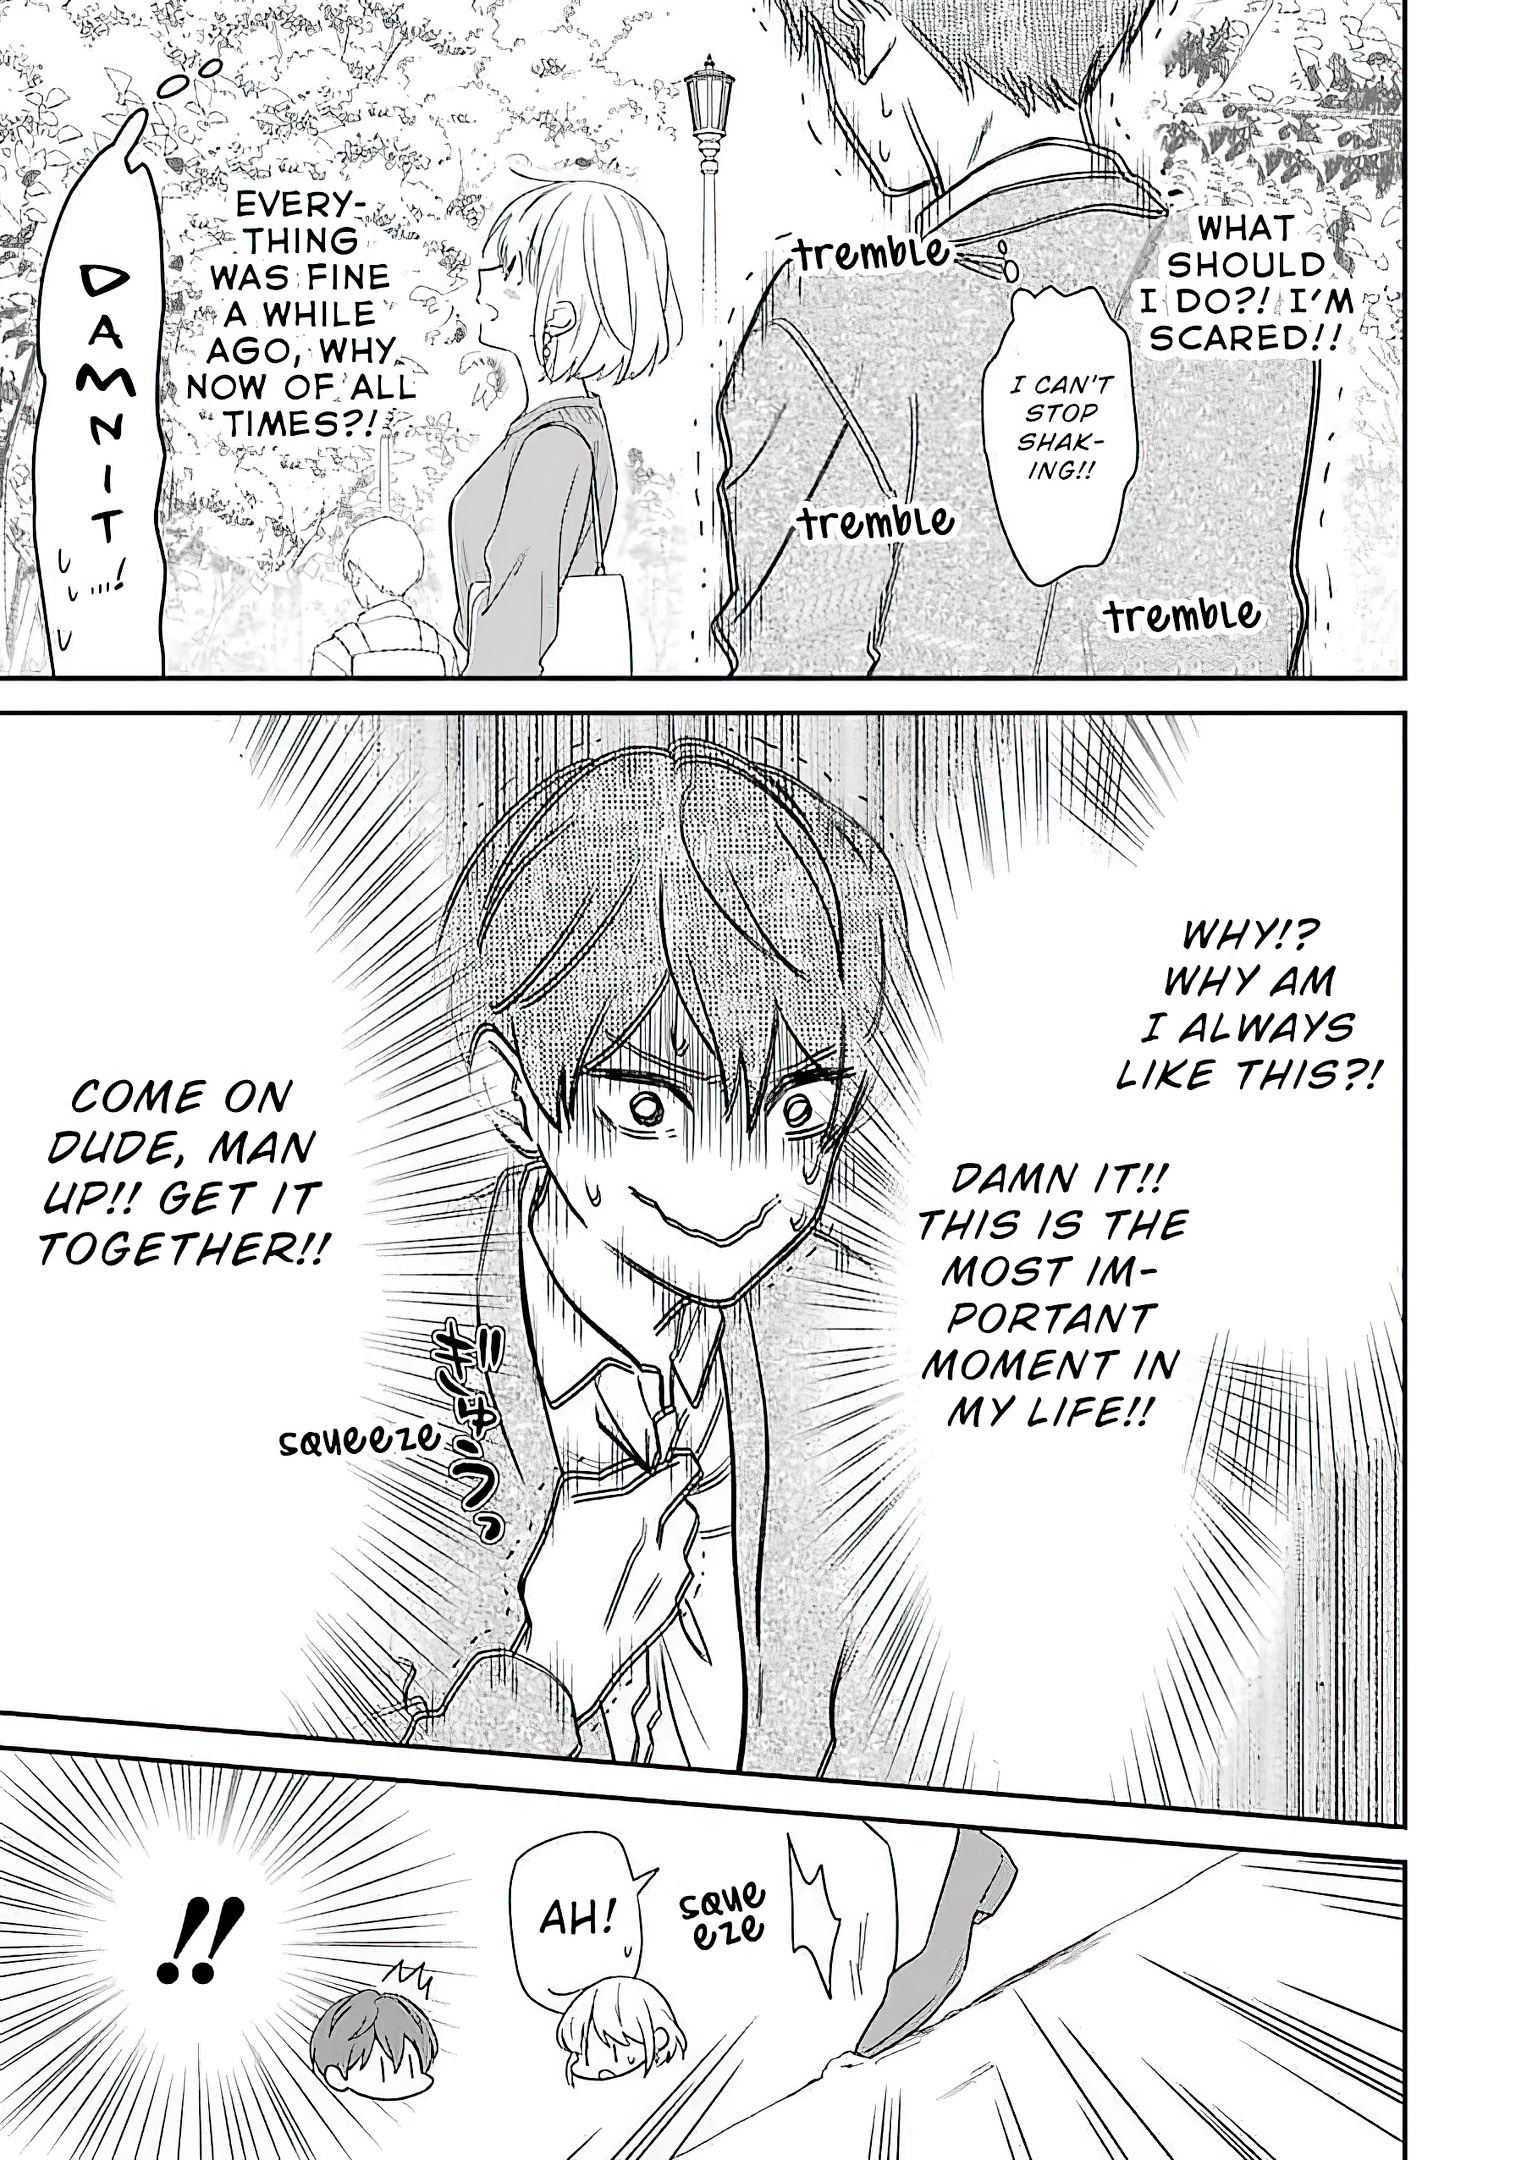 WHAT
SHOULD
I DO?! I'M
SCARED!!
tremble
I CAN'T
STOP
SHAK-
ING!!
tremble
tremble
EVERY-
THING
WAS FINE
A WHILE
AGO, WHY
NOW OF ALL
TIMES?!
DAMNIT...!
WHY!?
WHY AM
I ALWAYS
LIKE THIS?!
DAMN IT!!
THIS IS THE
MOST IM-
PORTANT
MOMENT IN
MY LIFE!!
ぎゅうっ
squeeze
COME ON
DUDE, MAN
UP!! GET IT
TOGETHER!!
squе
eze
AH!
!!